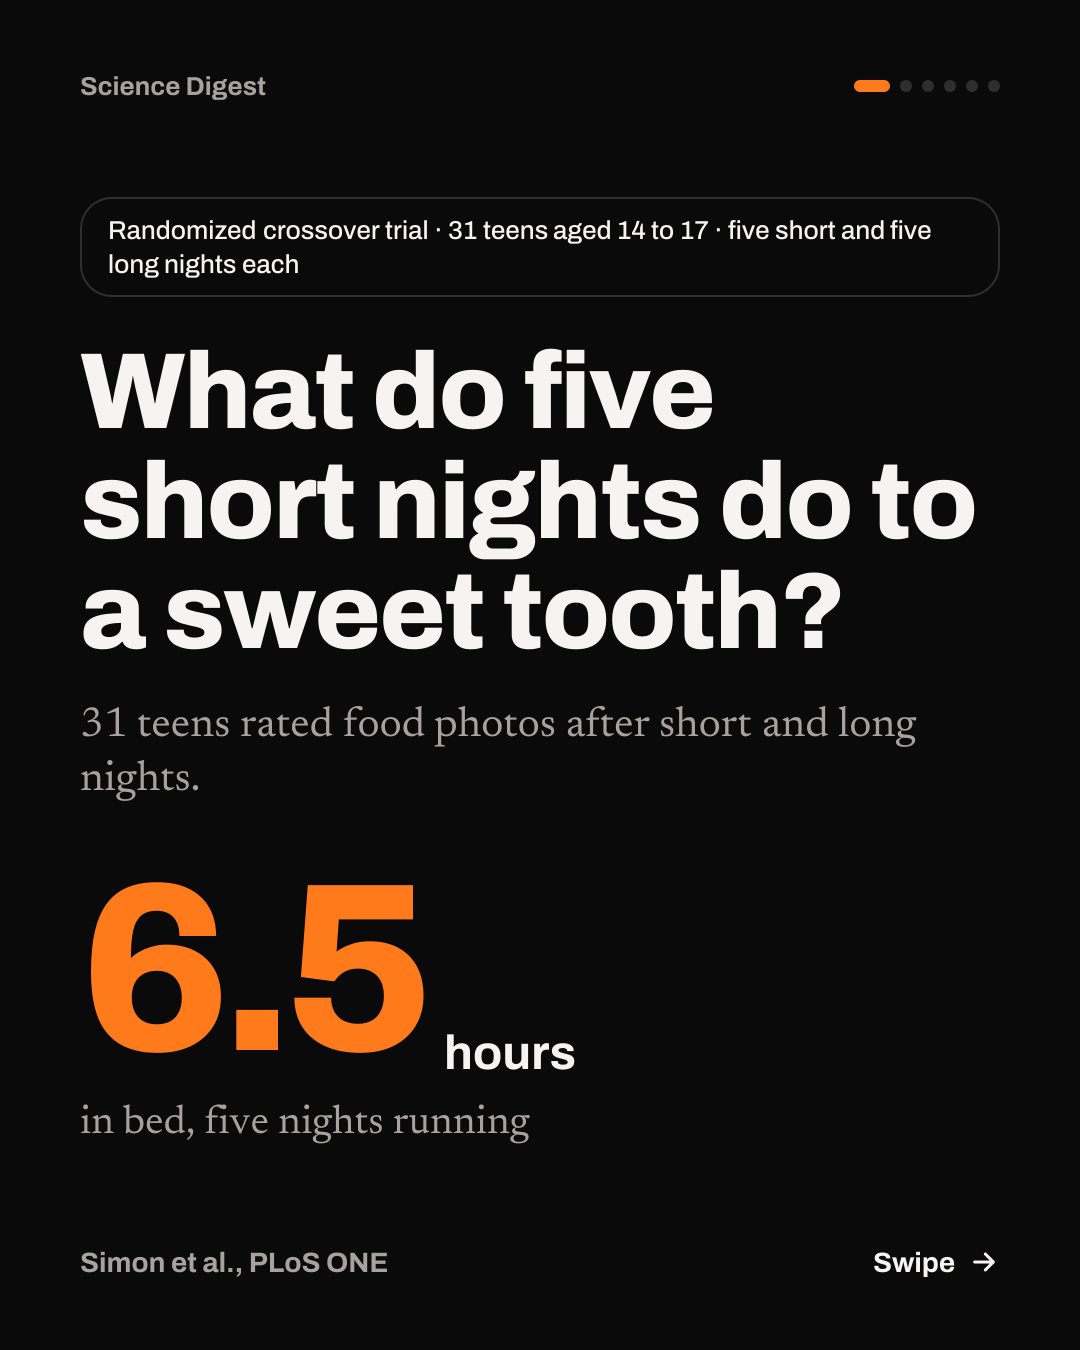 Science Digest
Randomized crossover trial · 31 teens aged 14 to 17 · five short and five
long nights each
What do five
short nights do to
a sweet tooth?
31 teens rated food photos after short and long
nights.
6.5 hours
in bed, five nights running
Simon et al., PLoS ONE
Swipe →